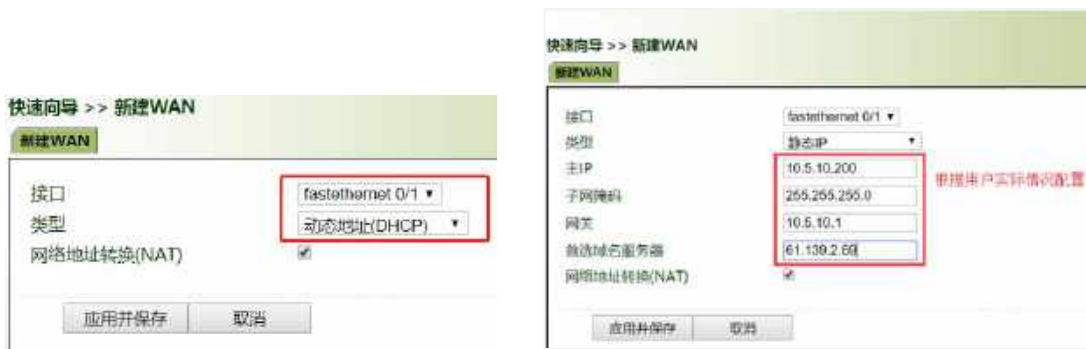 快速向导 >> 新建WAN
新建WAN
接口 fastethernet 0/1
类型 动态地址(DHCP)
网络地址转换(NAT)
应用并保存 取消
快速向导 >> 新建WAN
新建WAN
接口 fastethernet 0/1
类型 静态IP
主IP 10.5.10.200
子网掩码 255.255.255.0
网关 10.5.10.1
首选域名服务器 61.139.2.69
网络地址转换(NAT)
应用并保存 取消
根据用户实际情况配置